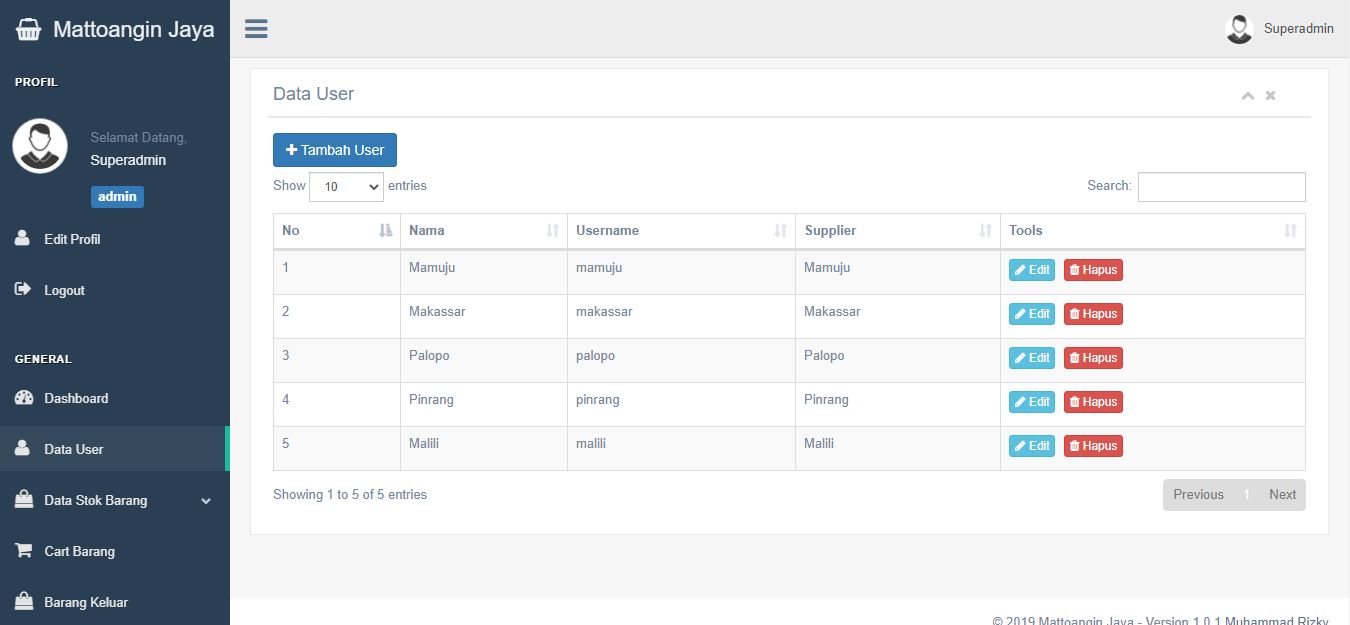 Mattoangin Jaya
Superadmin
PROFIL
Selamat Datang,
Superadmin
admin
Edit Profil
Logout
GENERAL
Dashboard
Data User
Data Stok Barang
Cart Barang
Barang Keluar
Data User
Tambah User
Show 10 entries
Search:
No Nama Username Supplier Tools
1 Mamuju mamuju Mamuju Edit Hapus
2 Makassar makassar Makassar Edit Hapus
3 Palopo palopo Palopo Edit Hapus
4 Pinrang pinrang Pinrang Edit Hapus
5 Malili malili Malili Edit Hapus
Showing 1 to 5 of 5 entries
Previous 1 Next
© 2019 Mattoangin Jaya - Version 1.0.1 Muhammad Rizky